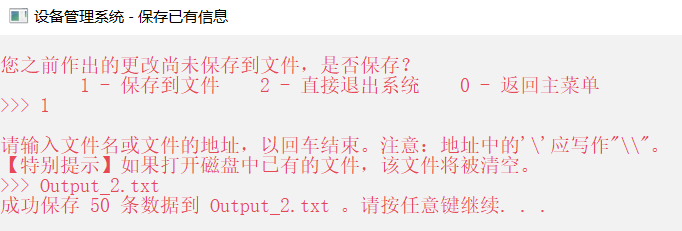 设备管理系统 - 保存已有信息
您之前作出的更改尚未保存到文件，是否保存？
1 - 保存到文件    2 - 直接退出系统    0 - 返回主菜单
>>> 1
请输入文件名或文件的地址，以回车结束。注意：地址中的'\'应写作"\\"。
【特别提示】如果打开磁盘中已有的文件，该文件将被清空。
>>> Output_2.txt
成功保存 50 条数据到 Output_2.txt 。请按任意键继续. . .